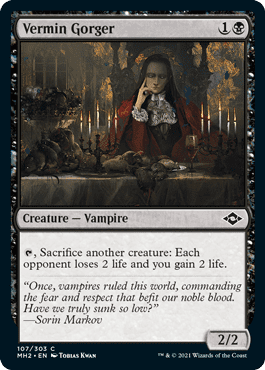 Vermin Gorger 1
Creature — Vampire
, Sacrifice another creature: Each
opponent loses 2 life and you gain 2 life.
“Once, vampires ruled this world, commanding
the fear and respect that befit our noble blood.
Have we truly sunk so low?”
—Sorin Markov
2/2
107/303 C
MH2 • EN TOBIAS KWAN ™ & © 2021 Wizards of the Coast